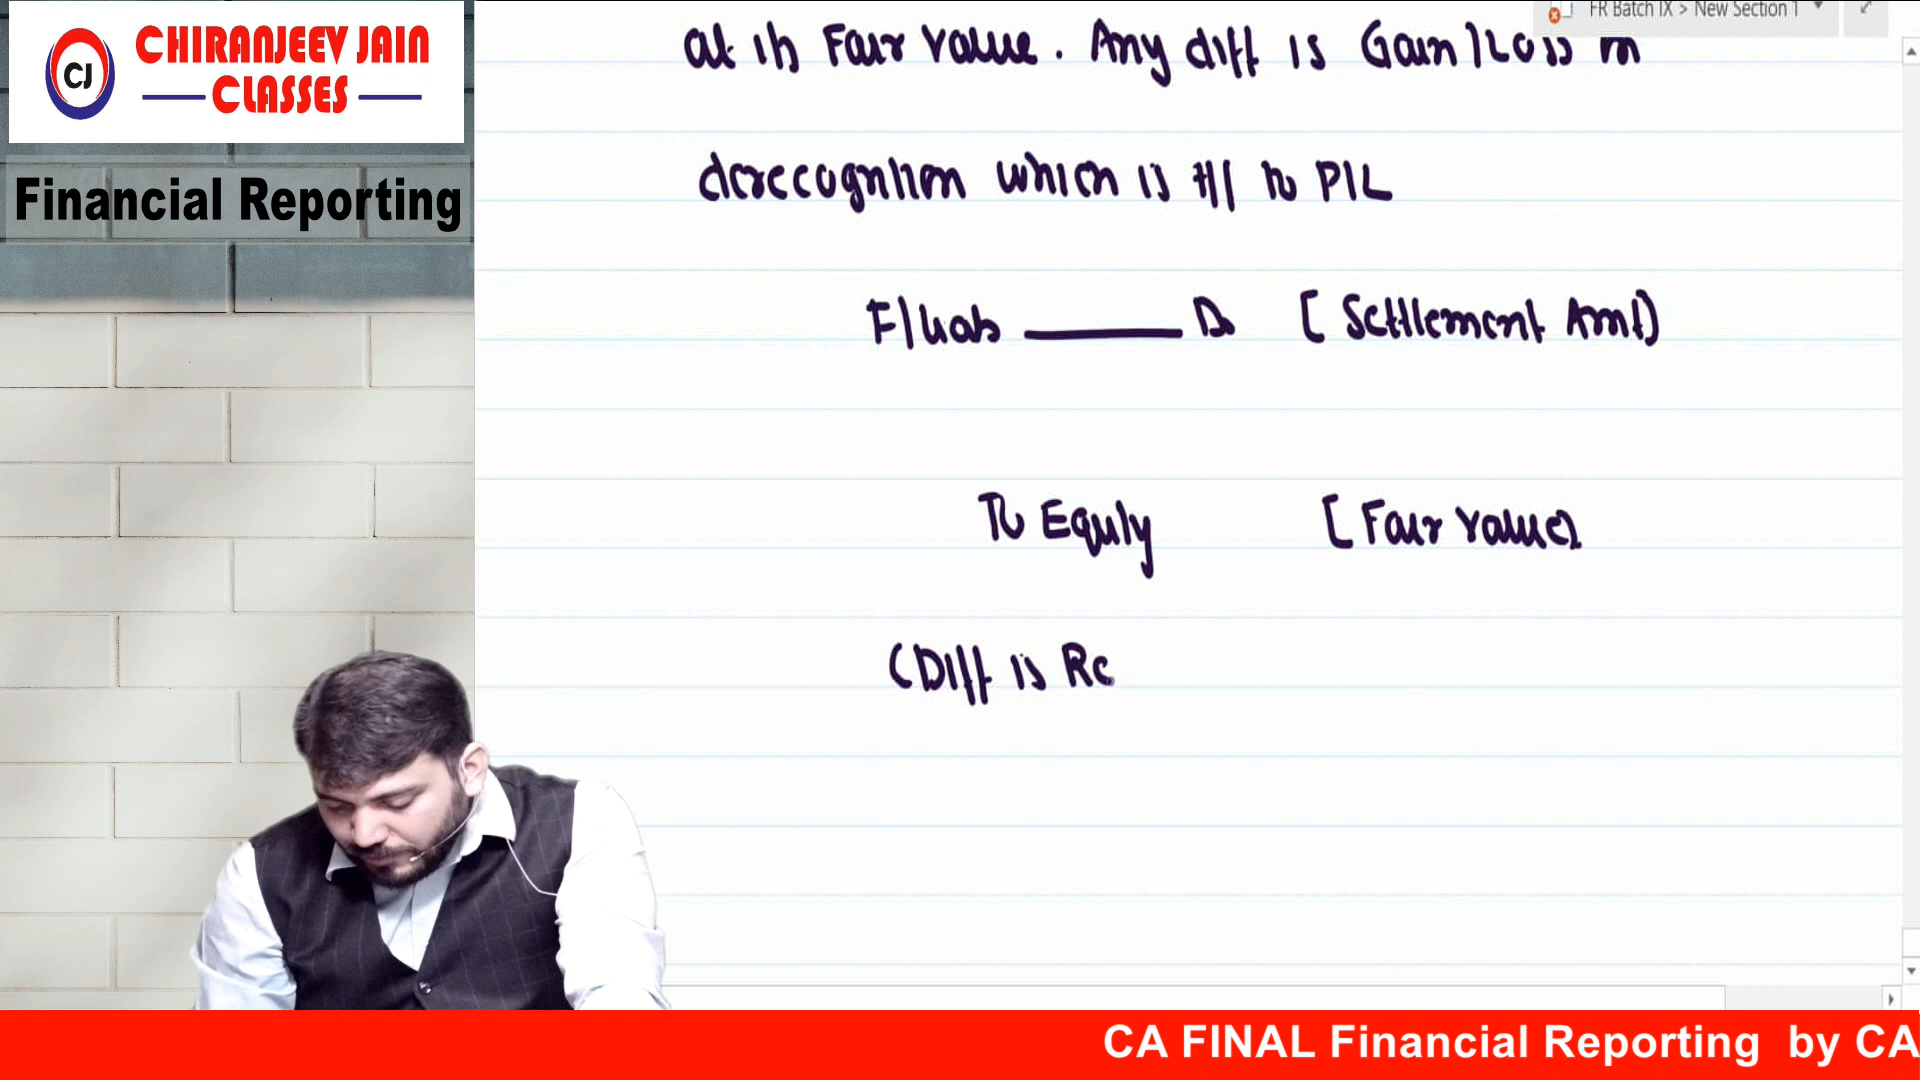 FR Batch IX > New Section 1
CHIRANJEEV JAIN
CLASSES
CJ
Financial Reporting
at its Fair Value. Any diff is Gain/Loss in
derecognition which is t/f to P/L
F/Liab Dr [Settlement Amt]
To Equity [Fair Value]
(Diff is Re
CA FINAL Financial Reporting by CA